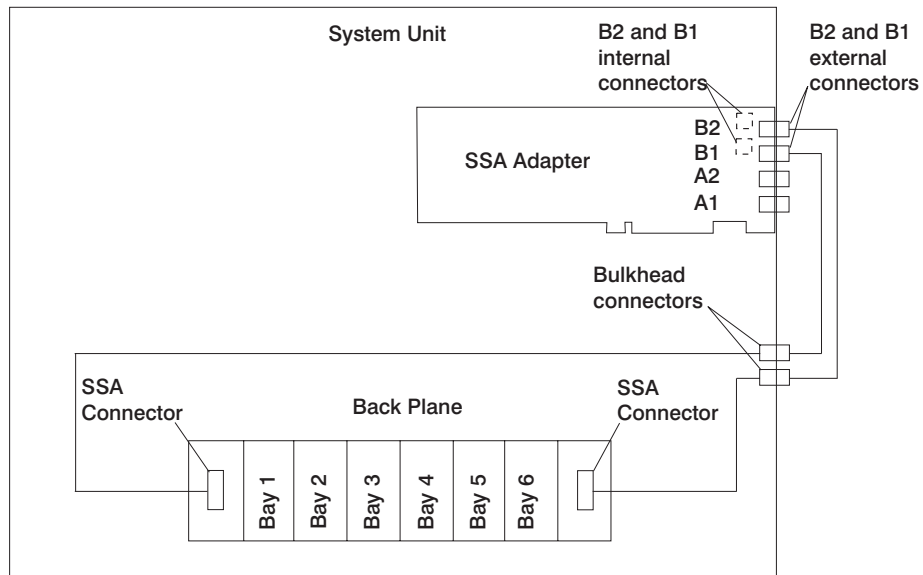 System Unit
B2 and B1
internal
connectors
B2 and B1
external
connectors
SSA Adapter
B2
B1
A2
A1
Bulkhead
connectors
SSA
Connector
Back Plane
SSA
Connector
Bay 1
Bay 2
Bay 3
Bay 4
Bay 5
Bay 6